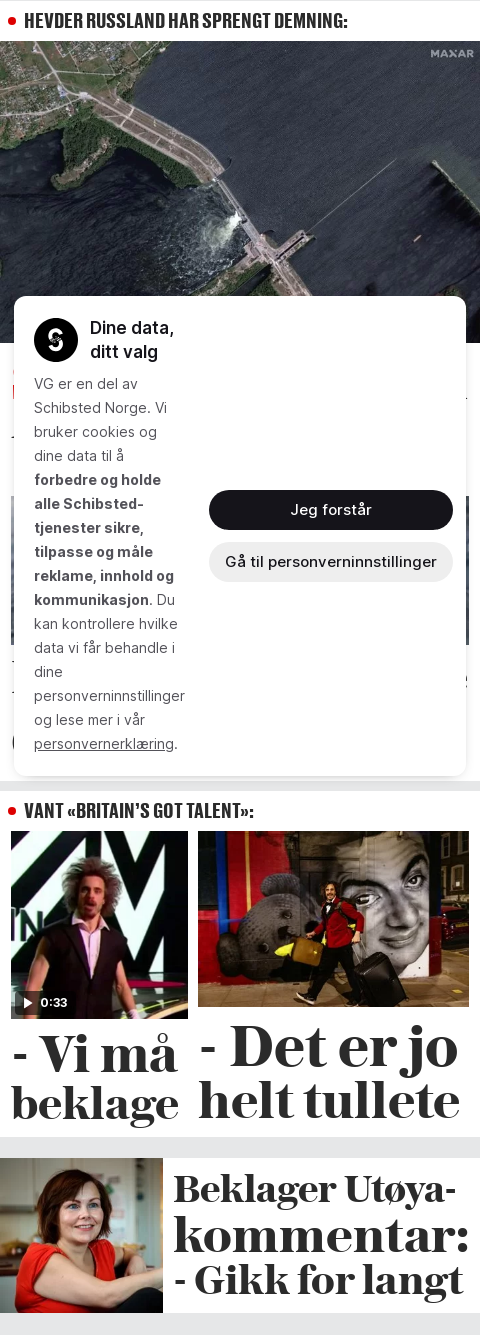 HEVDER RUSSLAND HAR SPRENGT DEMNING:
MAXAR
Dine data,
ditt valg
VG er en del av
Schibsted Norge. Vi
bruker cookies og
dine data til å
forbedre og holde
alle Schibsted-
tjenester sikre,
tilpasse og måle
reklame, innhold og
kommunikasjon. Du
kan kontrollere hvilke
data vi får behandle i
dine
personverninnstillinger
og lese mer i vår
personvernerklæring.
Jeg forstår
Gå til personverninnstillinger
VANT «BRITAIN’S GOT TALENT»:
0:33
- Vi må
beklage
- Det er jo
helt tullete
Beklager Utøya-
kommentar:
- Gikk for langt